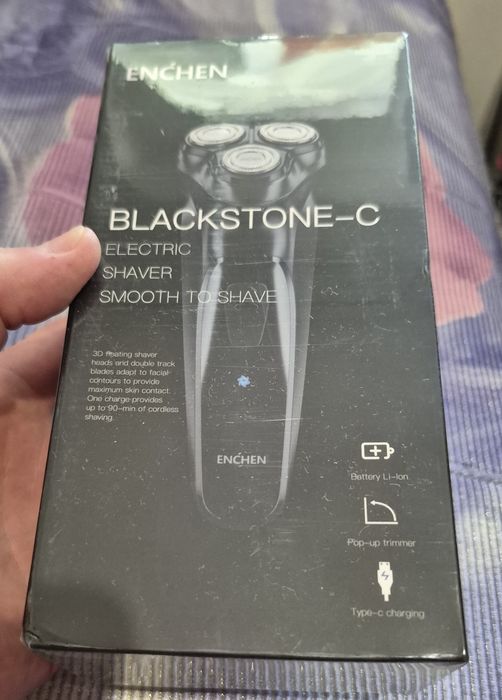 ENCHEN
BLACKSTONE-C
ELECTRIC
SHAVER
SMOOTH TO SHAVE
3D floating shaver
heads and double track
blades adapt to facial
contours to provide
maximum skin contact.
One charge provides
up to 90-min of cordless
shaving.
ENCHEN
Battery Li-Ion
Pop-up trimmer
Type-c charging